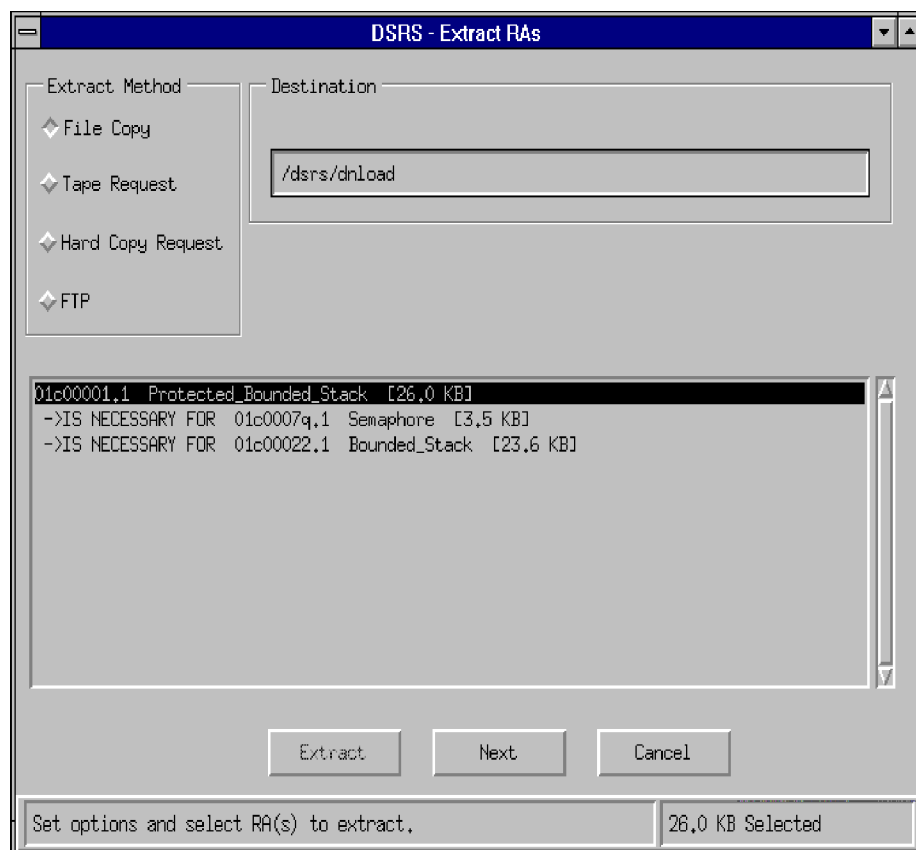 DSRS - Extract RAs
Extract Method
File Copy
Tape Request
Hard Copy Request
FTP
Destination
/dsrs/dnload
01c00001.1 Protected_Bounded_Stack [26.0 KB]
->IS NECESSARY FOR 01c0007q.1 Semaphore [3.5 KB]
->IS NECESSARY FOR 01c00022.1 Bounded_Stack [23.6 KB]
Extract Next Cancel
Set options and select RA(s) to extract. 26.0 KB Selected